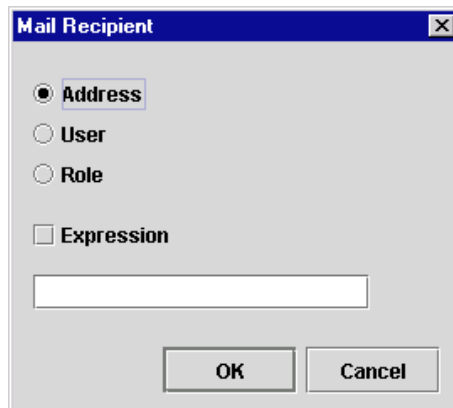 Mail Recipient
Address
User
Role
Expression
OK Cancel